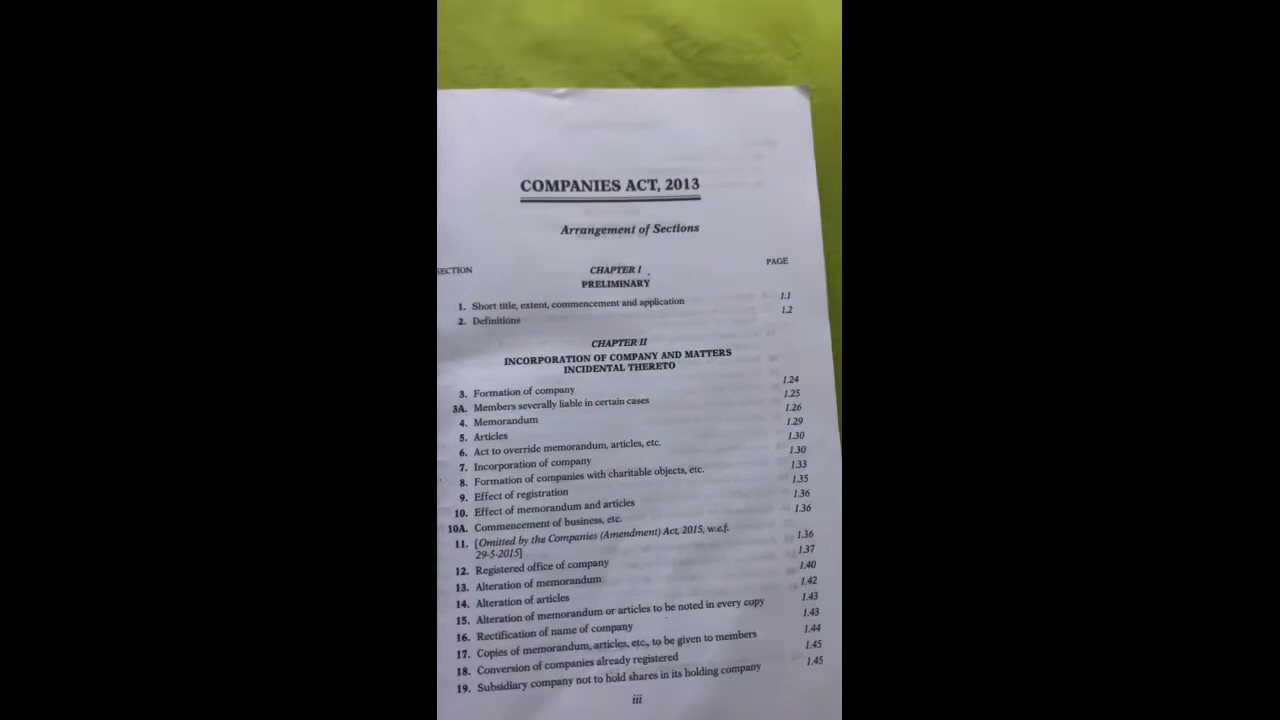 COMPANIES ACT, 2013
Arrangement of Sections
SECTION CHAPTER I PAGE
PRELIMINARY
1. Short title, extent, commencement and application 1.1
2. Definitions 1.2
CHAPTER II
INCORPORATION OF COMPANY AND MATTERS
INCIDENTAL THERETO
3. Formation of company 1.24
3A. Members severally liable in certain cases 1.25
4. Memorandum 1.26
5. Articles 1.29
6. Act to override memorandum, articles, etc. 1.30
7. Incorporation of company 1.30
8. Formation of companies with charitable objects, etc. 1.33
9. Effect of registration 1.35
10. Effect of memorandum and articles 1.36
10A. Commencement of business, etc. 1.36
11. [Omitted by the Companies (Amendment) Act, 2015, w.e.f.
29-5-2015] 1.36
12. Registered office of company 1.37
13. Alteration of memorandum 1.40
14. Alteration of articles 1.42
15. Alteration of memorandum or articles to be noted in every copy 1.43
16. Rectification of name of company 1.43
17. Copies of memorandum, articles, etc., to be given to members 1.44
18. Conversion of companies already registered 1.45
19. Subsidiary company not to hold shares in its holding company 1.45
iii